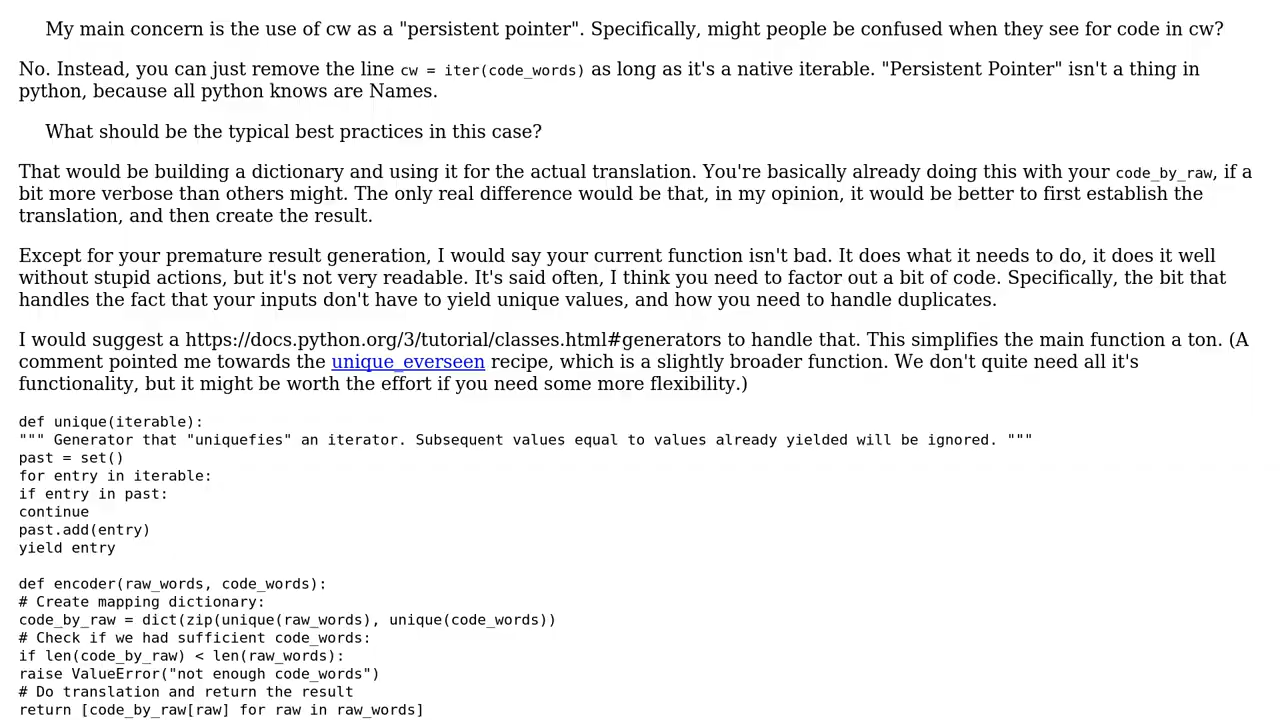 My main concern is the use of cw as a "persistent pointer". Specifically, might people be confused when they see for code in cw?
No. Instead, you can just remove the line cw = iter(code_words) as long as it's a native iterable. "Persistent Pointer" isn't a thing in
python, because all python knows are Names.
What should be the typical best practices in this case?
That would be building a dictionary and using it for the actual translation. You're basically already doing this with your code_by_raw, if a
bit more verbose than others might. The only real difference would be that, in my opinion, it would be better to first establish the
translation, and then create the result.
Except for your premature result generation, I would say your current function isn't bad. It does what it needs to do, it does it well
without stupid actions, but it's not very readable. It's said often, I think you need to factor out a bit of code. Specifically, the bit that
handles the fact that your inputs don't have to yield unique values, and how you need to handle duplicates.
I would suggest a https://docs.python.org/3/tutorial/classes.html#generators to handle that. This simplifies the main function a ton. (A
comment pointed me towards the unique_everseen recipe, which is a slightly broader function. We don't quite need all it's
functionality, but it might be worth the effort if you need some more flexibility.)
def unique(iterable):
""" Generator that "uniquefies" an iterator. Subsequent values equal to values already yielded will be ignored. """
past = set()
for entry in iterable:
if entry in past:
continue
past.add(entry)
yield entry
def encoder(raw_words, code_words):
# Create mapping dictionary:
code_by_raw = dict(zip(unique(raw_words), unique(code_words))
# Check if we had sufficient code_words:
if len(code_by_raw) < len(raw_words):
raise ValueError("not enough code_words")
# Do translation and return the result
return [code_by_raw[raw] for raw in raw_words]